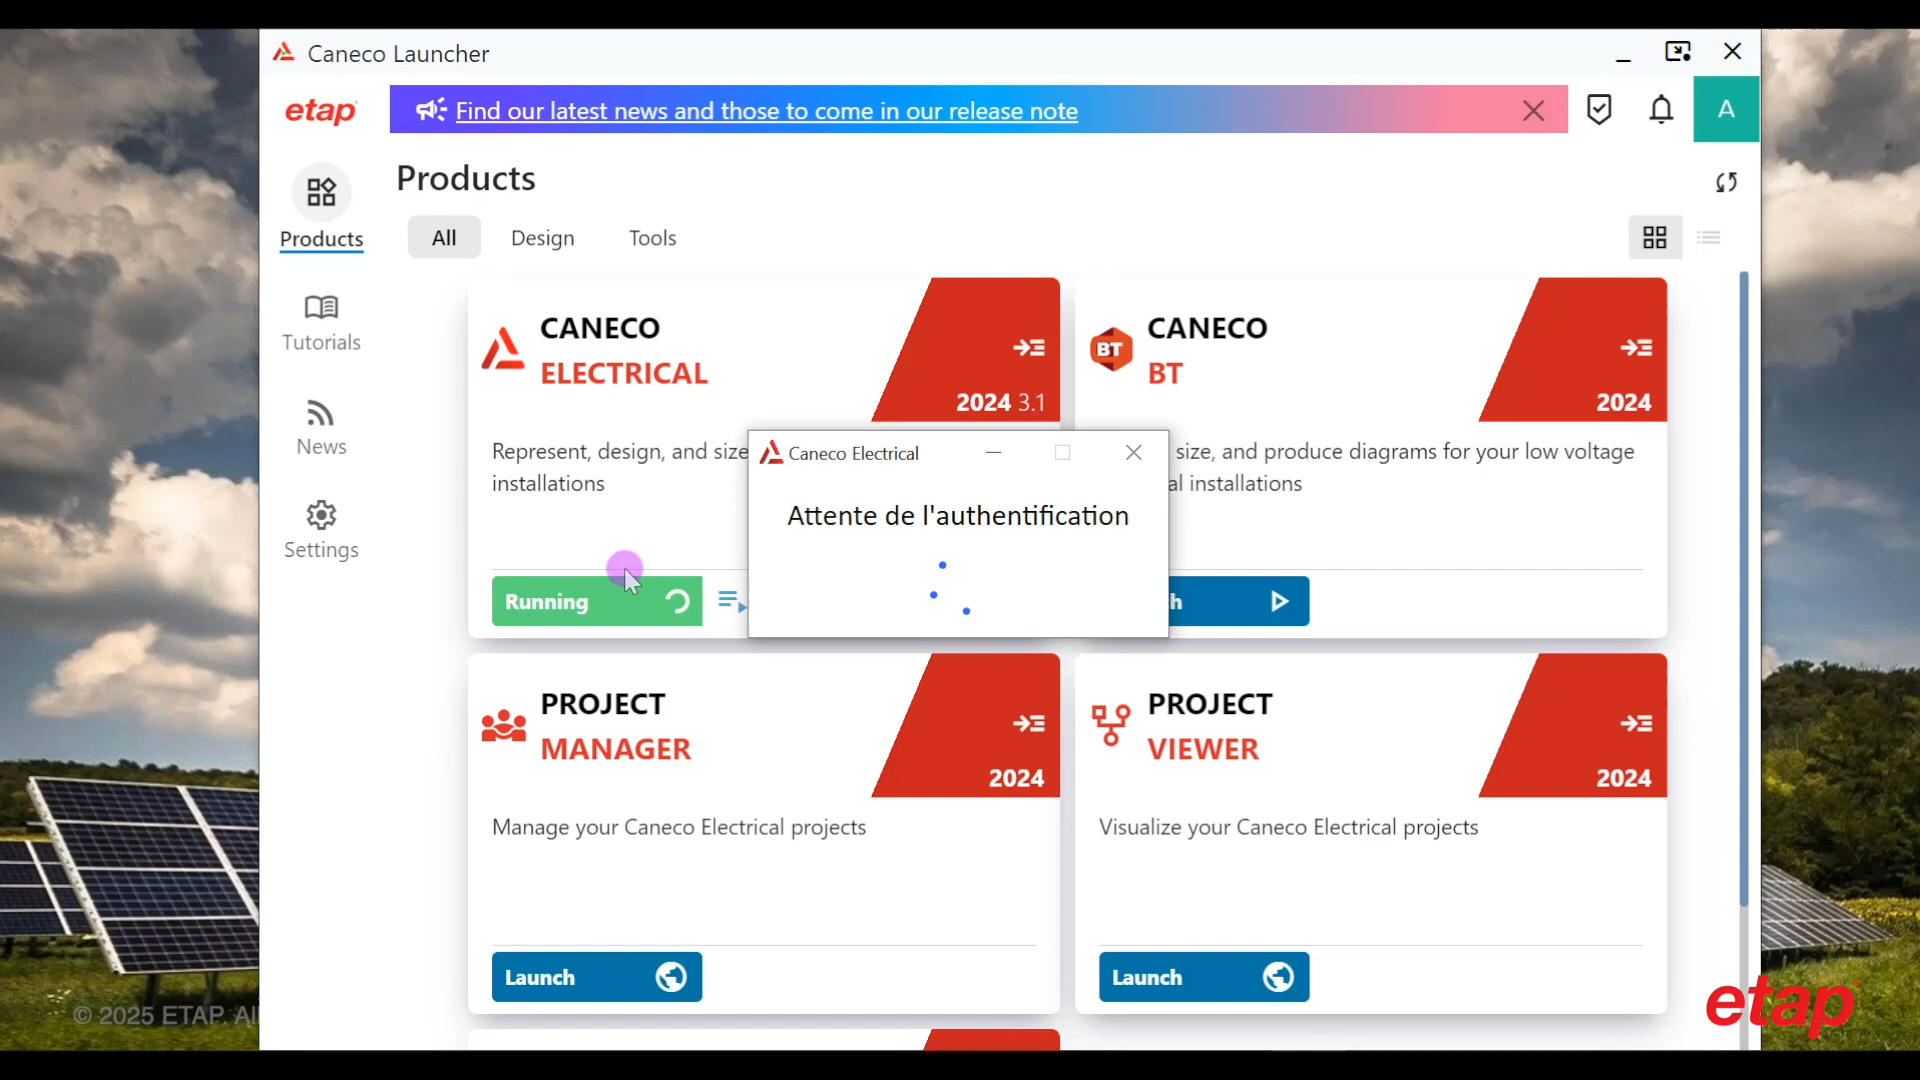 Caneco Launcher
etap
Find our latest news and those to come in our release note
A
Products
Products
All
Design
Tools
Tutorials
News
Settings
CANECO
ELECTRICAL
2024 3.1
Represent, design, and size
installations
Running
CANECO
BT
BT
2024
size, and produce diagrams for your low voltage
al installations
h
Caneco Electrical
Attente de l'authentification
PROJECT
MANAGER
2024
Manage your Caneco Electrical projects
Launch
PROJECT
VIEWER
2024
Visualize your Caneco Electrical projects
Launch
© 2025 ETAP. Al
etap